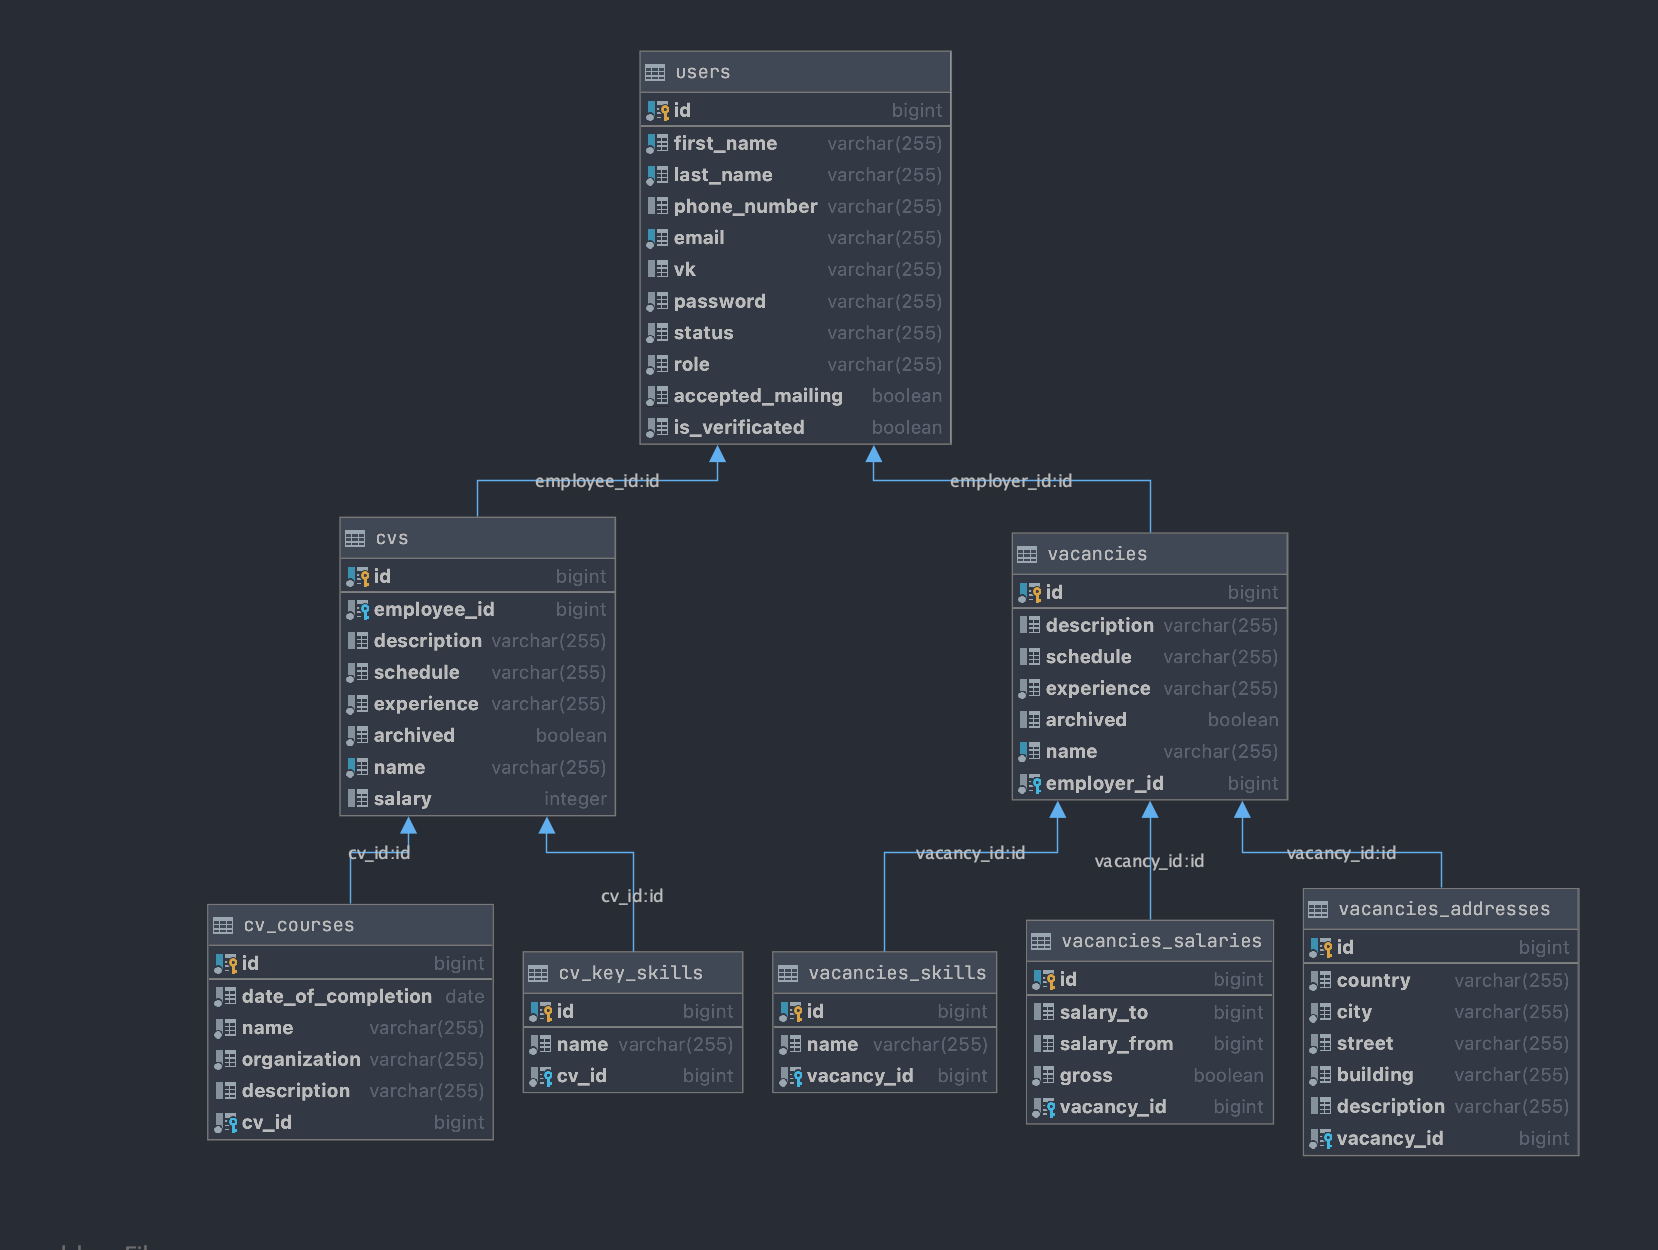 users
id bigint
first_name varchar(255)
last_name varchar(255)
phone_number varchar(255)
email varchar(255)
vk varchar(255)
password varchar(255)
status varchar(255)
role varchar(255)
accepted_mailing boolean
is_verificated boolean
employee_id:id
employer_id:id
cvs
id bigint
employee_id bigint
description varchar(255)
schedule varchar(255)
experience varchar(255)
archived boolean
name varchar(255)
salary integer
vacancies
id bigint
description varchar(255)
schedule varchar(255)
experience varchar(255)
archived boolean
name varchar(255)
employer_id bigint
cv_id:id
cv_id:id
vacancy_id:id
vacancy_id:id
vacancy_id:id
cv_courses
id bigint
date_of_completion date
name varchar(255)
organization varchar(255)
description varchar(255)
cv_id bigint
cv_key_skills
id bigint
name varchar(255)
cv_id bigint
vacancies_skills
id bigint
name varchar(255)
vacancy_id bigint
vacancies_salaries
id bigint
salary_to bigint
salary_from bigint
gross boolean
vacancy_id bigint
vacancies_addresses
id bigint
country varchar(255)
city varchar(255)
street varchar(255)
building varchar(255)
description varchar(255)
vacancy_id bigint